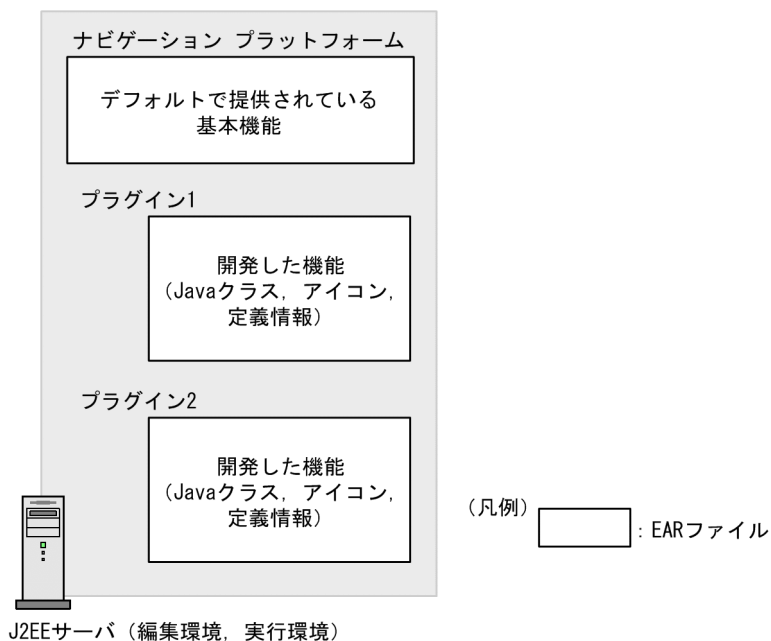 ナビゲーション プラットフォーム
デフォルトで提供されている
基本機能
プラグイン1
開発した機能
（Javaクラス，アイコン，
定義情報）
プラグイン2
開発した機能
（Javaクラス，アイコン，
定義情報）
（凡例）
：EARファイル
J2EEサーバ（編集環境，実行環境）